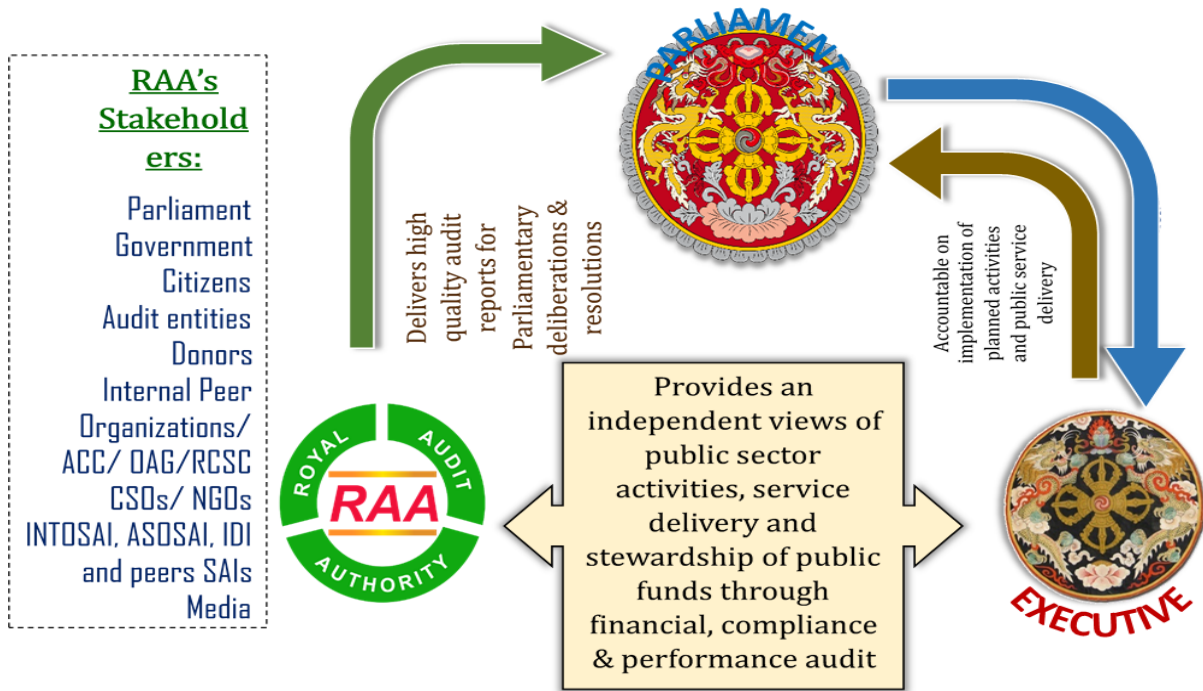 RAA’s
Stakehold
ers:
Parliament
Government
Citizens
Audit entities
Donors
Internal Peer
Organizations/
ACC/ OAG/RCSC
CSOs/ NGOs
INTOSAI, ASOSAI, IDI
and peers SAIs
Media
Delivers high
quality audit
reports for
Parliamentary
deliberations &
resolutions
PARLIAMENT
Accountable on
implementation of
planned activities
and public service
delivery
ROYAL AUDIT
RAA
AUTHORITY
Provides an
independent views of
public sector
activities, service
delivery and
stewardship of public
funds through
financial, compliance
& performance audit
EXECUTIVE